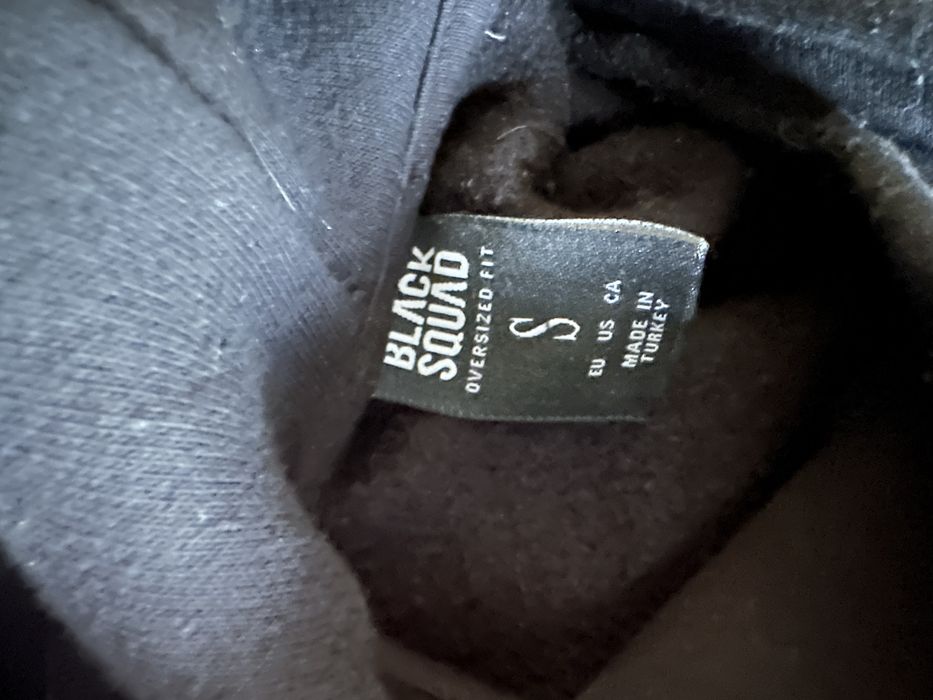 BLACK
SQUAD
OVERSIZED FIT
S
EU US CA
MADE IN
TURKEY